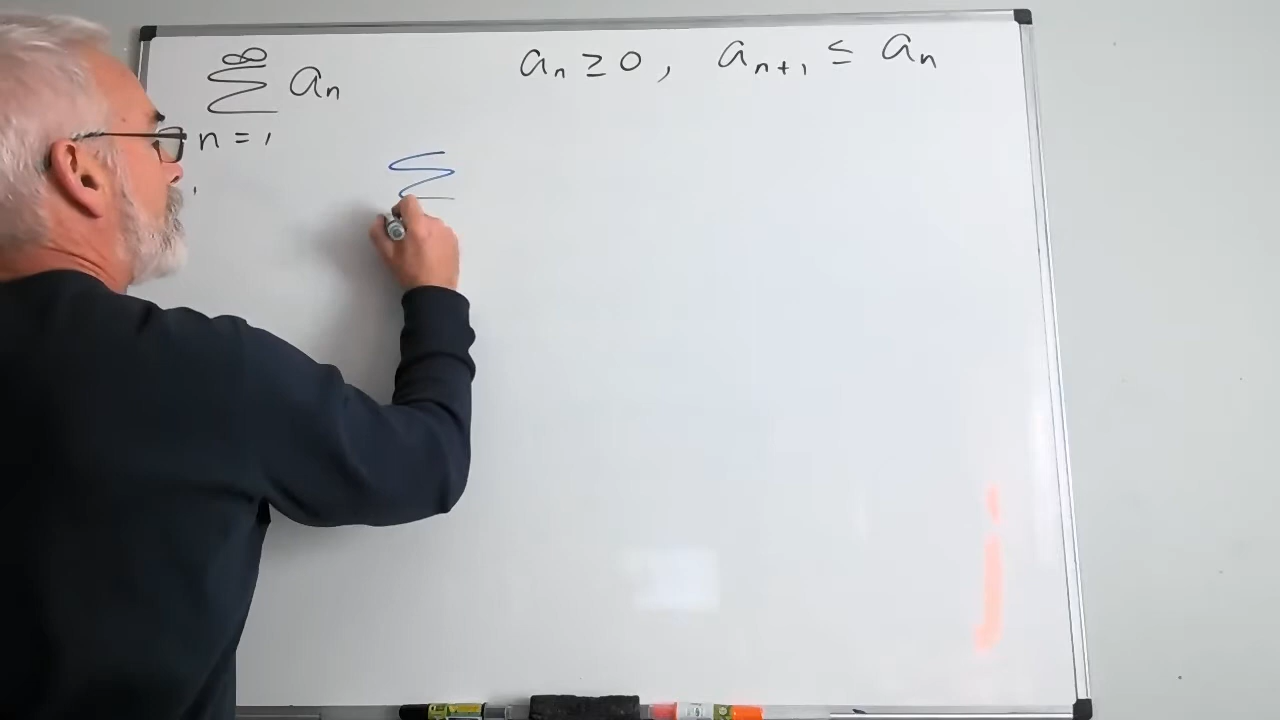 ∞
∑ aₙ  aₙ ≥ 0 , aₙ₊₁ ≤ aₙ
n = 1
∑